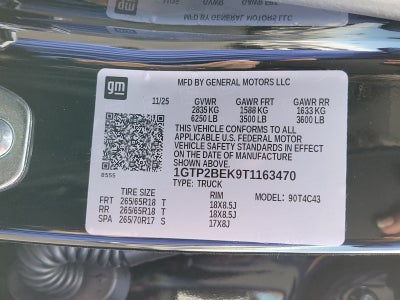 gm
MFD BY GENERAL MOTORS LLC
11/25 GVWR GAWR FRT GAWR RR
2835 KG 1588 KG 1633 KG
6250 LB 3500 LB 3600 LB
THIS VEHICLE CONFORMS TO ALL
APPLICABLE U.S. FEDERAL MOTOR
VEHICLE SAFETY STANDARDS IN EFFECT
ON THE DATE OF MANUFACTURE
SHOWN ABOVE.
8555
1GTP2BEK9T1163470
TYPE: TRUCK
TIRE SIZE RIM MODEL: 90T4C43
FRT 265/65R18 T 18X8.5J
RR 265/65R18 T 18X8.5J
SPA 265/70R17 S 17X8J